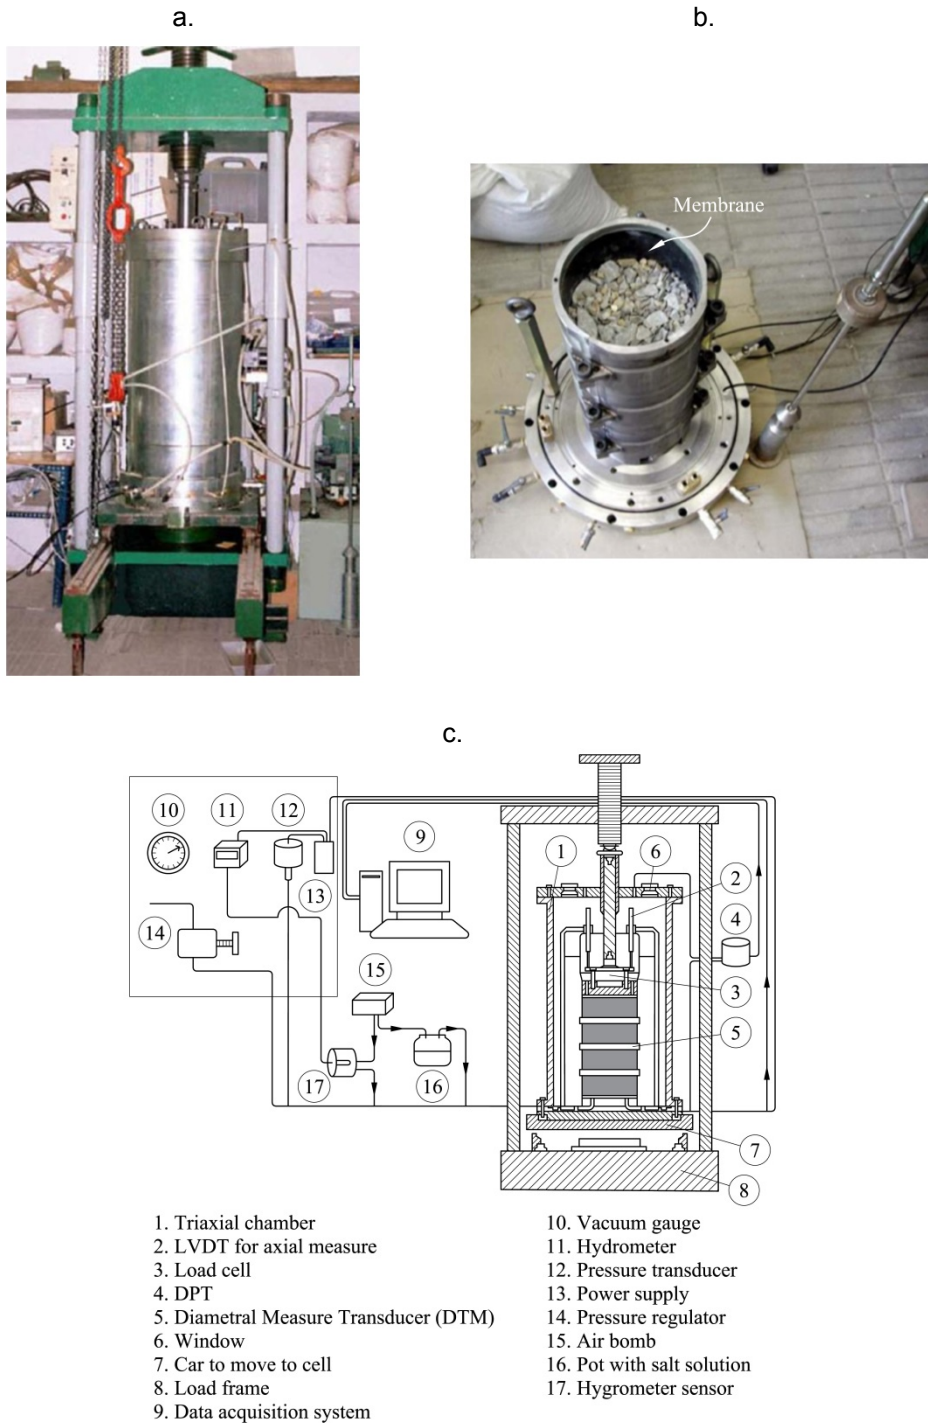 a.
b.
Membrane
c.
10
11
12
9
1
6
2
13
4
14
15
3
5
17
16
7
8
1. Triaxial chamber
2. LVDT for axial measure
3. Load cell
4. DPT
5. Diametral Measure Transducer (DTM)
6. Window
7. Car to move to cell
8. Load frame
9. Data acquisition system
10. Vacuum gauge
11. Hydrometer
12. Pressure transducer
13. Power supply
14. Pressure regulator
15. Air bomb
16. Pot with salt solution
17. Hygrometer sensor